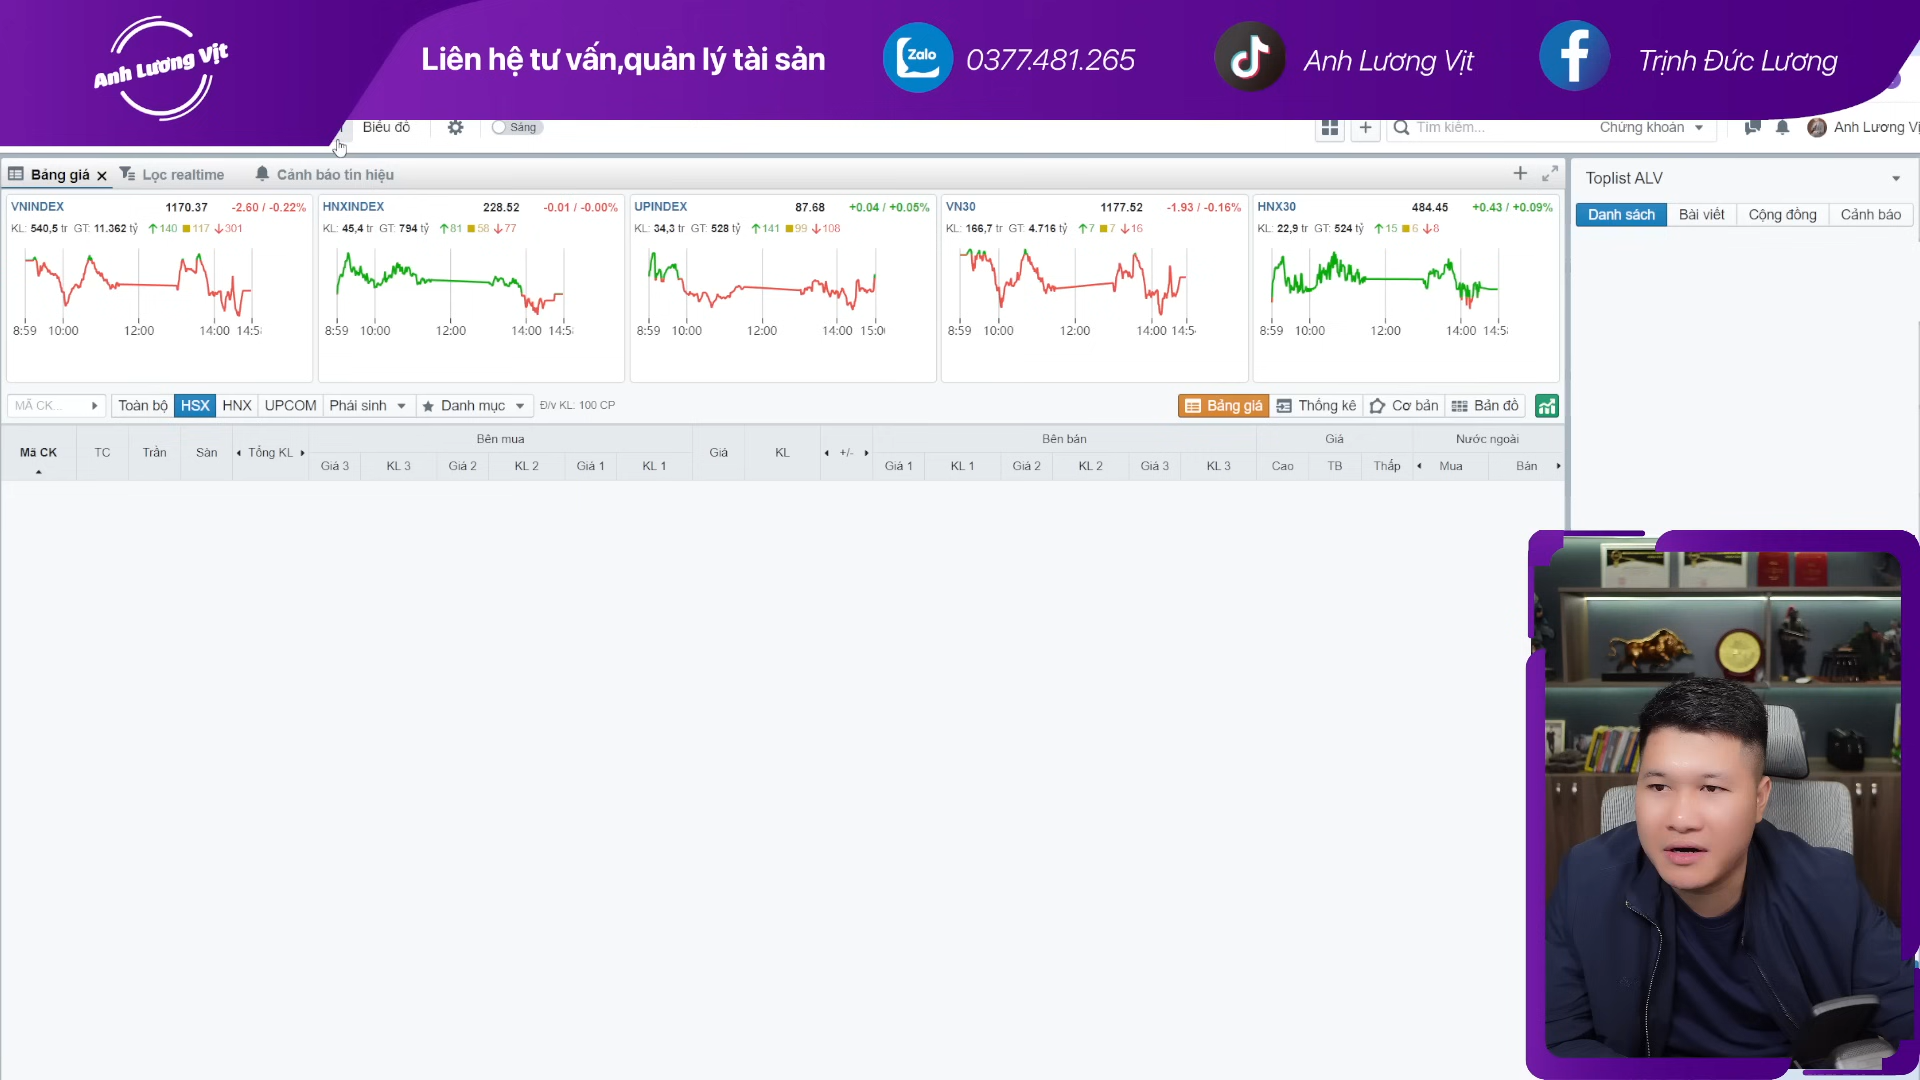 Anh Lương Vịt
Liên hệ tư vấn,quản lý tài sản
Zalo
0377.481.265
Anh Lương Vịt
Trịnh Đức Lương
Biểu đồ
Sáng
Tìm kiếm...
Chứng khoán
Anh Lương Vị
Bảng giá
Lọc realtime
Cảnh báo tín hiệu
Toplist ALV
Danh sách
Bài viết
Cộng đồng
Cảnh báo
VNINDEX 1170.37 -2.60 / -0.22%
KL: 540,5 tr GT: 11.362 tỷ 140 117 301
8:59 10:00 12:00 14:00 14:5
HNXINDEX 228.52 -0.01 / -0.00%
KL: 45,4 tr GT: 794 tỷ 81 58 77
8:59 10:00 12:00 14:00 14:5
UPINDEX 87.68 +0.04 / +0.05%
KL: 34,3 tr GT: 528 tỷ 141 99 108
8:59 10:00 12:00 14:00 15:00
VN30 1177.52 -1.93 / -0.16%
KL: 166,7 tr GT: 4.716 tỷ 7 7 16
8:59 10:00 12:00 14:00 14:5
HNX30 484.45 +0.43 / +0.09%
KL: 22,9 tr GT: 524 tỷ 15 6 8
8:59 10:00 12:00 14:00 14:5
MÃ CK... Toàn bộ HSX HNX UPCOM Phái sinh Danh mục Đ/v KL: 100 CP
Bảng giá Thống kê Cơ bản Bản đồ
Mã CK TC Trần Sàn Tổng KL Bên mua Giá KL +/- Bên bán Giá Nước ngoài
Giá 3 KL 3 Giá 2 KL 2 Giá 1 KL 1 Giá 1 KL 1 Giá 2 KL 2 Giá 3 KL 3 Cao TB Thấp Mua Bán